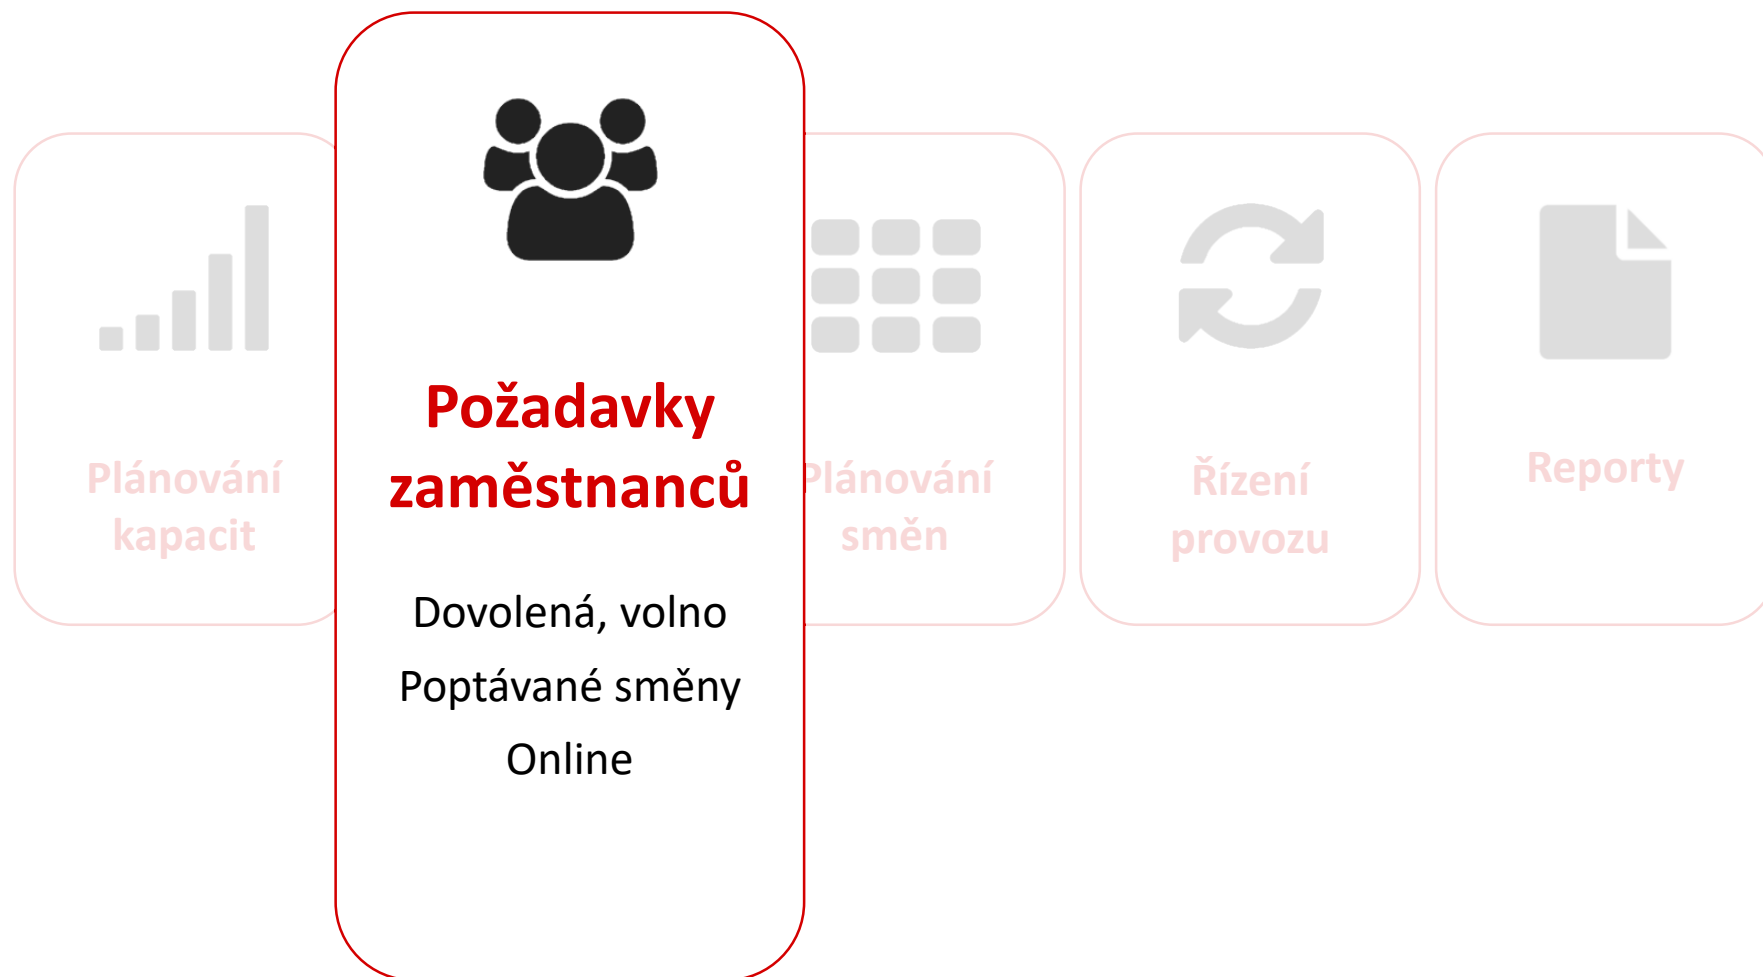 Plánování
kapacit
Požadavky
zaměstnanců
Dovolená, volno
Poptávané směny
Online
Plánování
směn
Řízení
provozu
Reporty